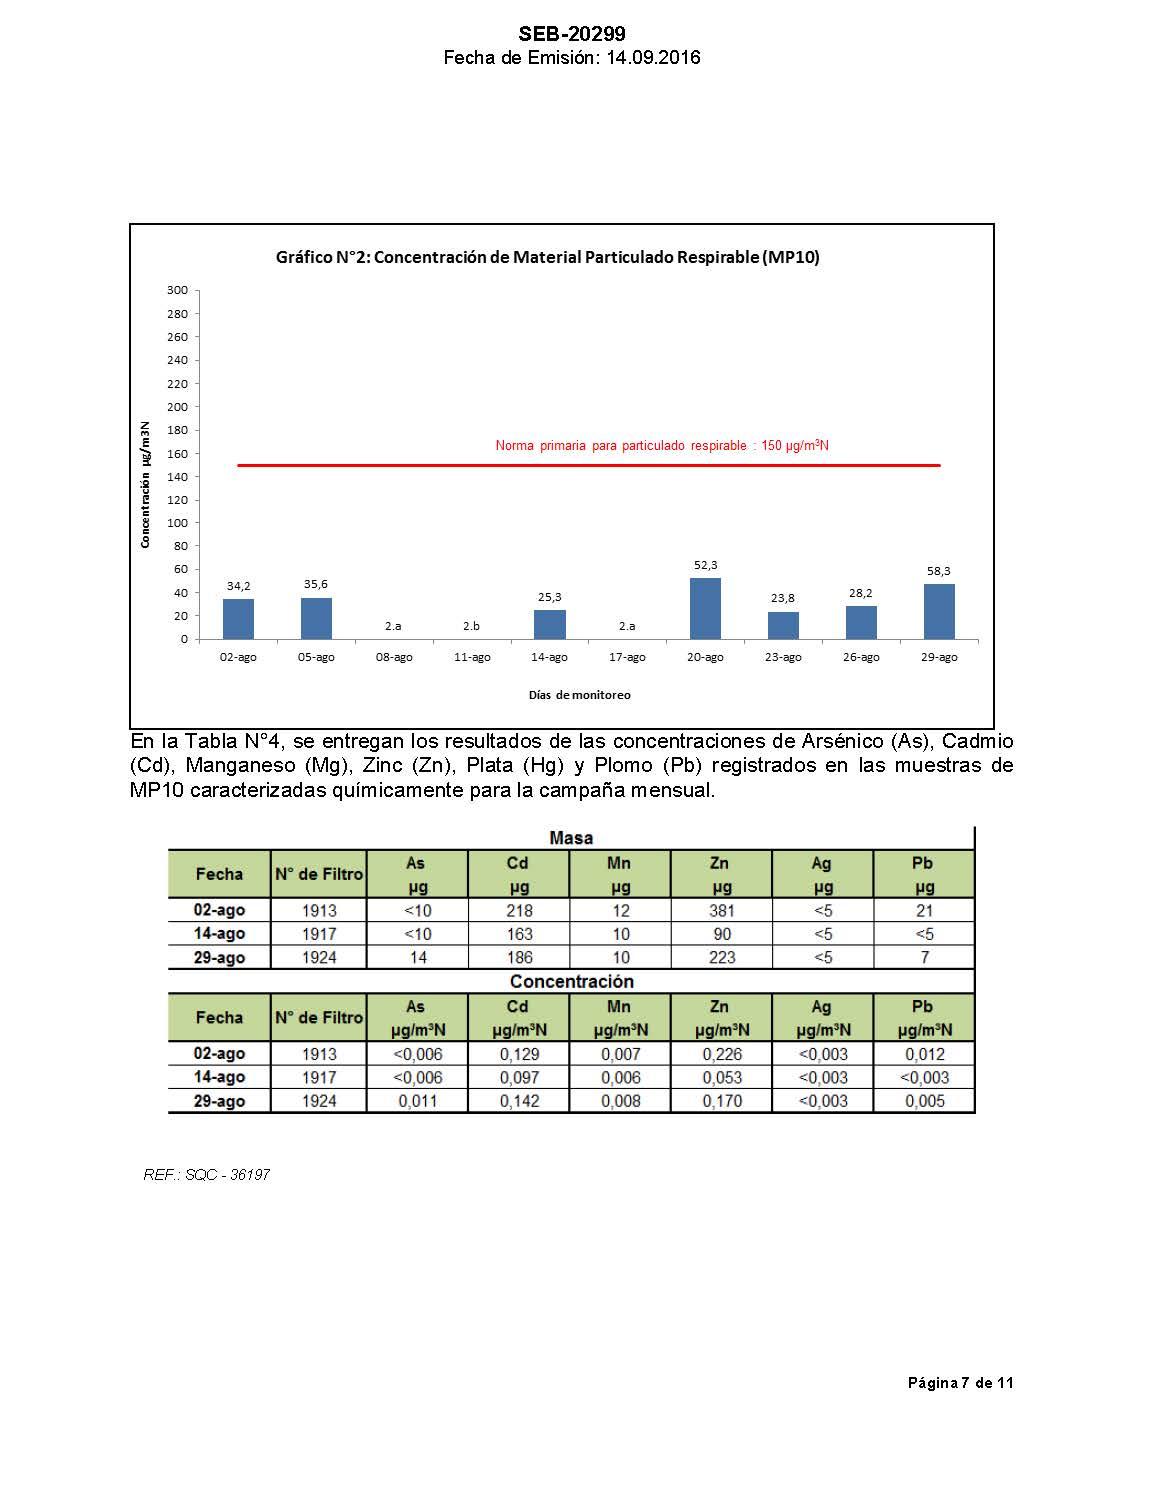 SEB-20299
Fecha de Emisión: 14.09.2016
Gráfico N°2: Concentración de Material Particulado Respirable (MP10)
Concentración µg/m3N
300
280
260
240
220
200
180
160
140
120
100
80
60
40
20
0
Norma primaria para particulado respirable : 150 µg/m³N
34,2 35,6 2.a 2.b 25,3 2.a 52,3 23,8 28,2 58,3
02-ago 05-ago 08-ago 11-ago 14-ago 17-ago 20-ago 23-ago 26-ago 29-ago
Días de monitoreo
En la Tabla N°4, se entregan los resultados de las concentraciones de Arsénico (As), Cadmio
(Cd), Manganeso (Mg), Zinc (Zn), Plata (Hg) y Plomo (Pb) registrados en las muestras de
MP10 caracterizadas químicamente para la campaña mensual.
Masa
Fecha N° de Filtro As Cd Mn Zn Ag Pb
µg µg µg µg µg µg
02-ago 1913 <10 218 12 381 <5 21
14-ago 1917 <10 163 10 90 <5 <5
29-ago 1924 14 186 10 223 <5 7
Concentración
Fecha N° de Filtro As Cd Mn Zn Ag Pb
µg/m³N µg/m³N µg/m³N µg/m³N µg/m³N µg/m³N
02-ago 1913 <0,006 0,129 0,007 0,226 <0,003 0,012
14-ago 1917 <0,006 0,097 0,006 0,053 <0,003 <0,003
29-ago 1924 0,011 0,142 0,008 0,170 <0,003 0,005
REF.: SQC - 36197
Página 7 de 11